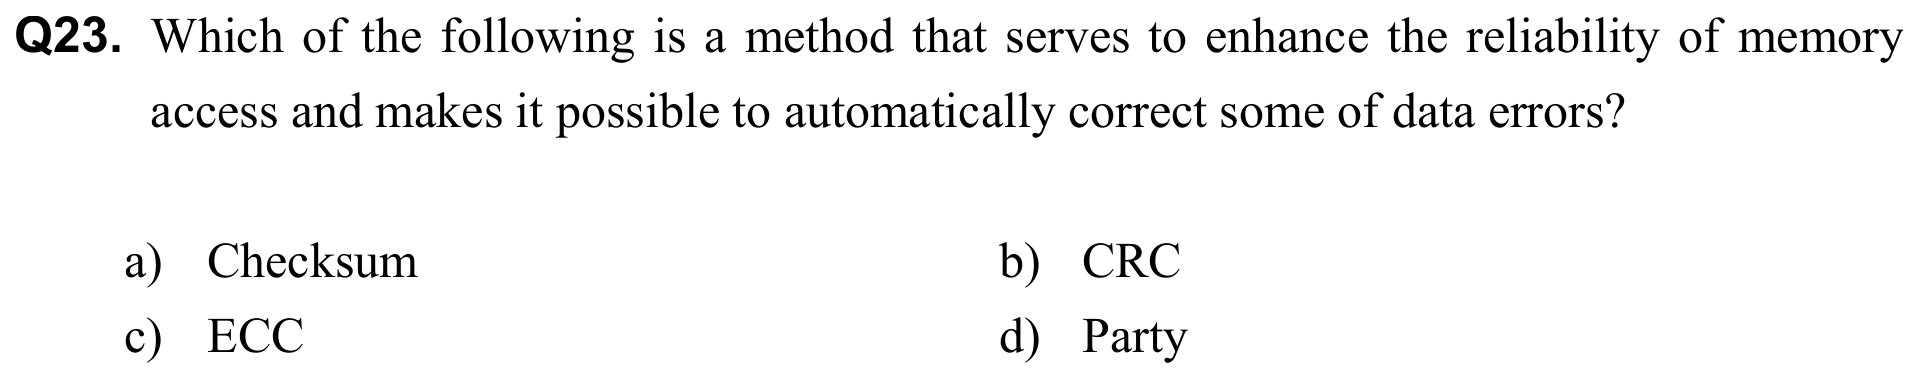 Q23. Which of the following is a method that serves to enhance the reliability of memory
access and makes it possible to automatically correct some of data errors?
a) Checksum b) CRC
c) ECC d) Party